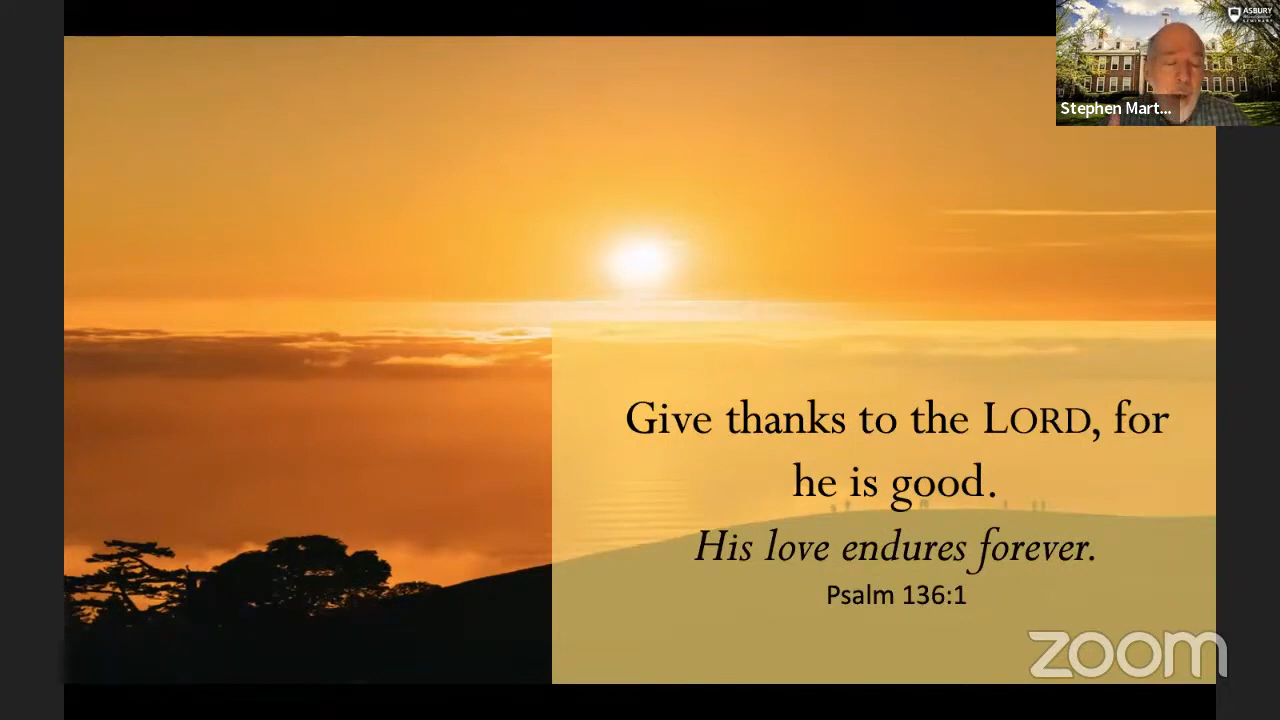 ASBURY
Stephen Mart...
Give thanks to the LORD, for
he is good.
His love endures forever.
Psalm 136:1
zoom